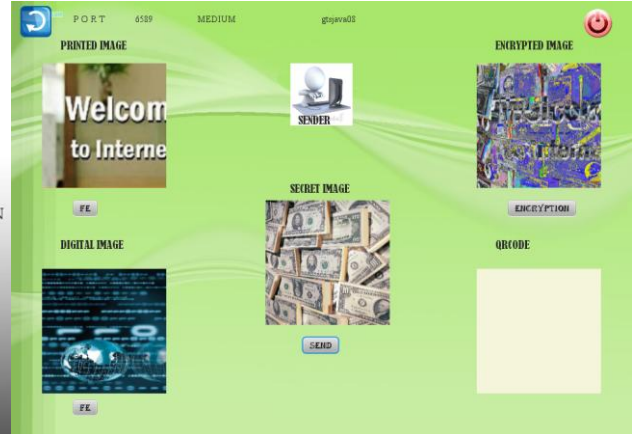 PORT 6589 MEDIUM gtsjava08
PRINTED IMAGE
ENCRYPTED IMAGE
Welcom
to Interne
SENDER
SECRET IMAGE
FE
ENCRYPTION
N
DIGITAL IMAGE
QRCODE
SEND
FE